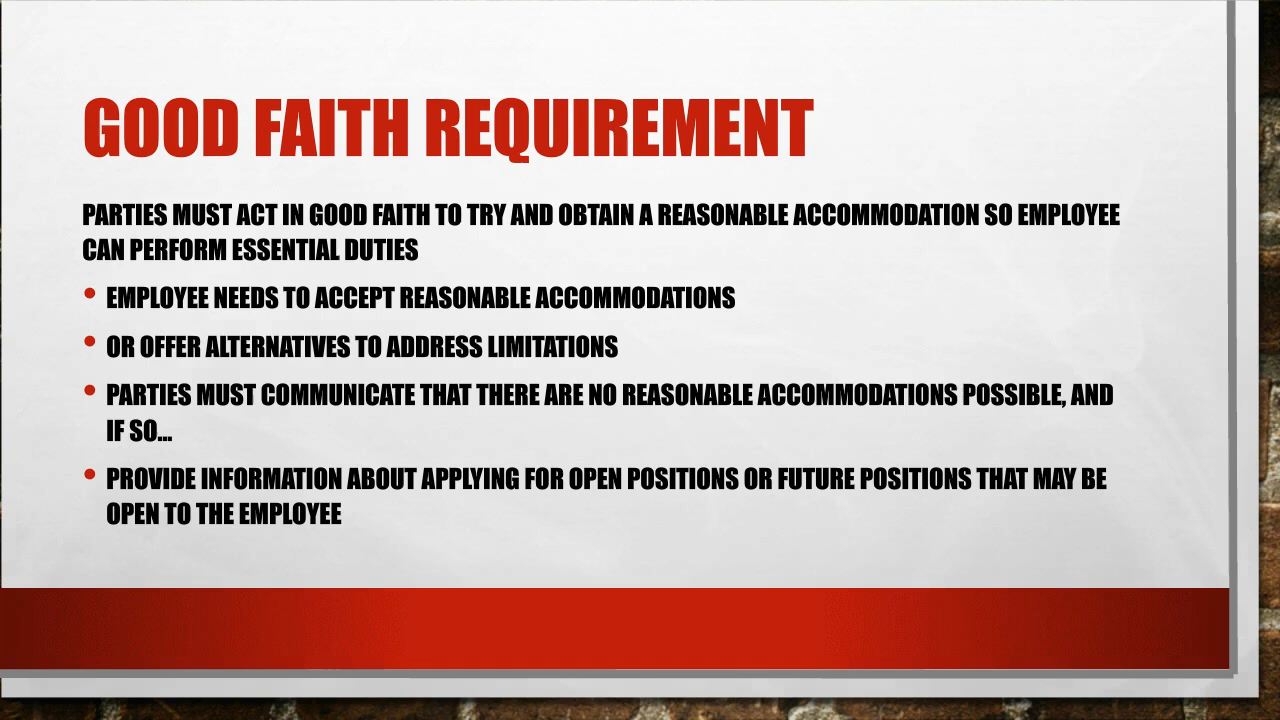 GOOD FAITH REQUIREMENT
PARTIES MUST ACT IN GOOD FAITH TO TRY AND OBTAIN A REASONABLE ACCOMMODATION SO EMPLOYEE
CAN PERFORM ESSENTIAL DUTIES
• EMPLOYEE NEEDS TO ACCEPT REASONABLE ACCOMMODATIONS
• OR OFFER ALTERNATIVES TO ADDRESS LIMITATIONS
• PARTIES MUST COMMUNICATE THAT THERE ARE NO REASONABLE ACCOMMODATIONS POSSIBLE, AND
IF SO...
• PROVIDE INFORMATION ABOUT APPLYING FOR OPEN POSITIONS OR FUTURE POSITIONS THAT MAY BE
OPEN TO THE EMPLOYEE